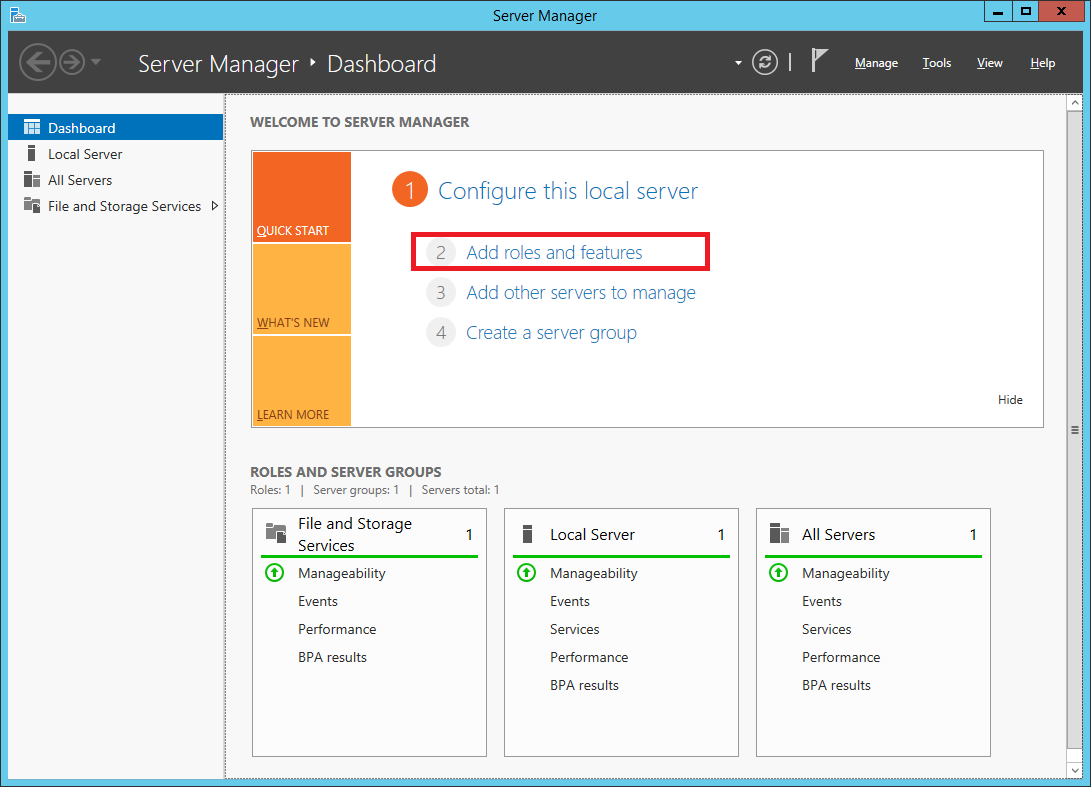 Server Manager
Server Manager ‣ Dashboard
Manage Tools View Help
Dashboard
Local Server
All Servers
File and Storage Services
WELCOME TO SERVER MANAGER
QUICK START
WHAT'S NEW
LEARN MORE
1 Configure this local server
2 Add roles and features
3 Add other servers to manage
4 Create a server group
Hide
ROLES AND SERVER GROUPS
Roles: 1 | Server groups: 1 | Servers total: 1
File and Storage
Services 1
Manageability
Events
Performance
BPA results
Local Server 1
Manageability
Events
Services
Performance
BPA results
All Servers 1
Manageability
Events
Services
Performance
BPA results